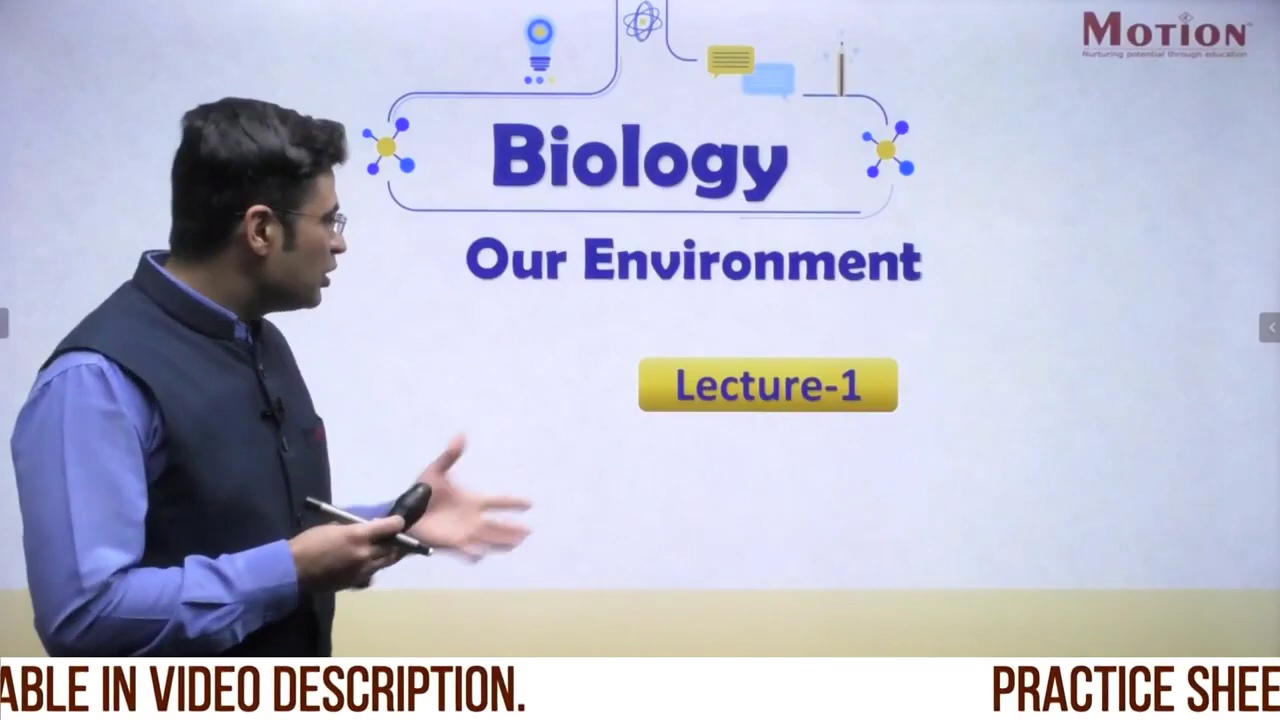 MOTION
Nurturing potential through education
Biology
Our Environment
Lecture-1
ABLE IN VIDEO DESCRIPTION. PRACTICE SHEE